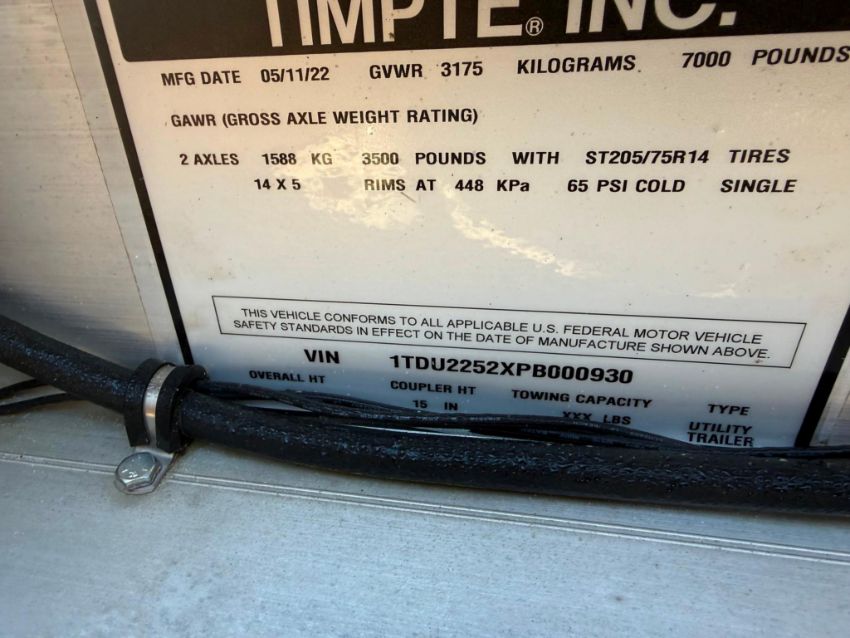 TIMPTE® INC.
MFG DATE 05/11/22 GVWR 3175 KILOGRAMS 7000 POUNDS
GAWR (GROSS AXLE WEIGHT RATING)
2 AXLES 1588 KG 3500 POUNDS WITH ST205/75R14 TIRES
14 X 5 RIMS AT 448 KPa 65 PSI COLD SINGLE
THIS VEHICLE CONFORMS TO ALL APPLICABLE U.S. FEDERAL MOTOR VEHICLE
SAFETY STANDARDS IN EFFECT ON THE DATE OF MANUFACTURE SHOWN ABOVE.
VIN 1TDU2252XPB000930
OVERALL HT COUPLER HT TOWING CAPACITY TYPE
15 IN XXX LBS UTILITY
TRAILER